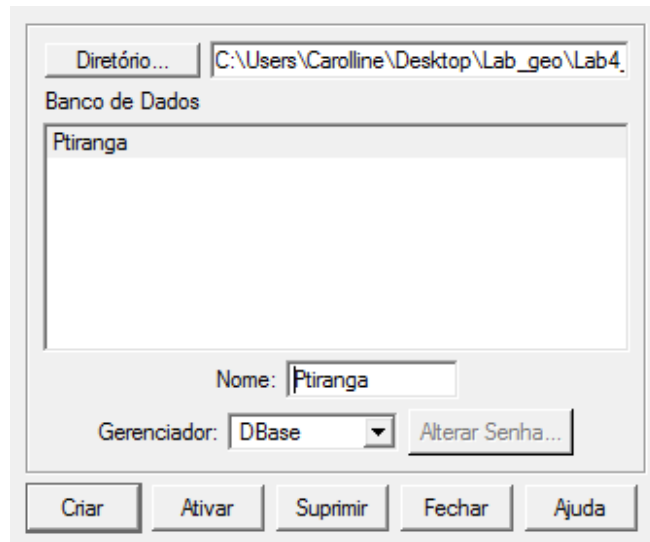 Diretório... C:\Users\Carolline\Desktop\Lab_geo\Lab4_
Banco de Dados
Ptiranga
Nome: Ptiranga
Gerenciador: DBase Alterar Senha...
Criar Ativar Suprimir Fechar Ajuda